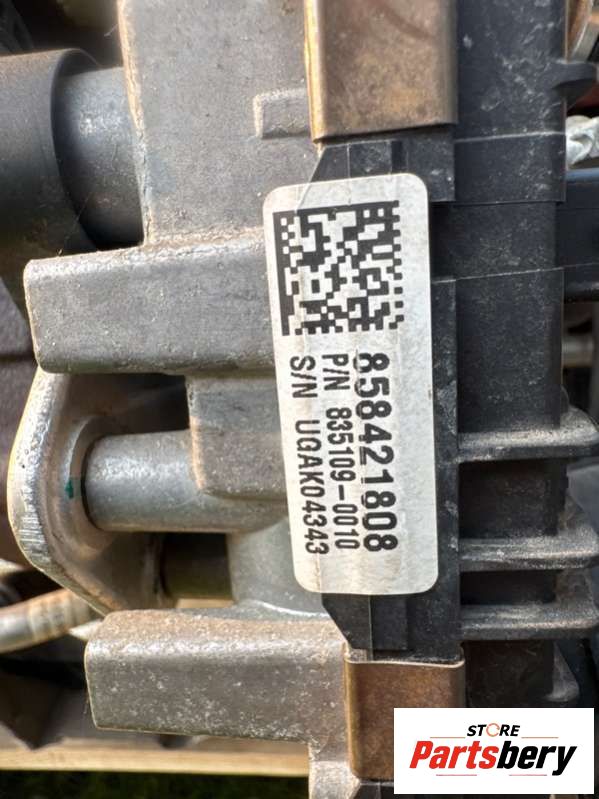 858421808
P/N 835109-0010
S/N UGAK04343
STORE
Partsbery